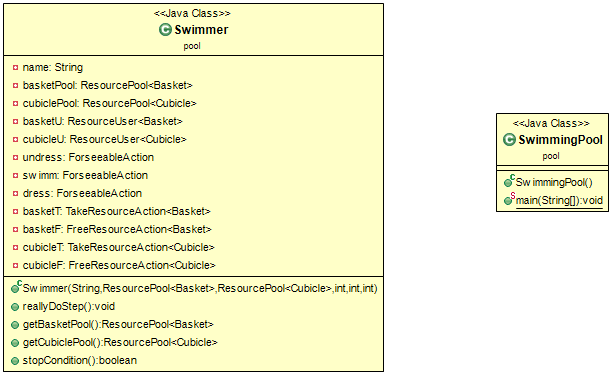 <<Java Class>>
Swimmer
pool
name: String
basketPool: ResourcePool<Basket>
cubiclePool: ResourcePool<Cubicle>
basketU: ResourceUser<Basket>
cubicleU: ResourceUser<Cubicle>
undress: ForseeableAction
swimm: ForseeableAction
dress: ForseeableAction
basketT: TakeResourceAction<Basket>
basketF: FreeResourceAction<Basket>
cubicleT: TakeResourceAction<Cubicle>
cubicleF: FreeResourceAction<Cubicle>
Swimmer(String,ResourcePool<Basket>,ResourcePool<Cubicle>,int,int,int)
reallyDoStep():void
getBasketPool():ResourcePool<Basket>
getCubiclePool():ResourcePool<Cubicle>
stopCondition():boolean
<<Java Class>>
SwimmingPool
pool
SwimmingPool()
main(String[]):void